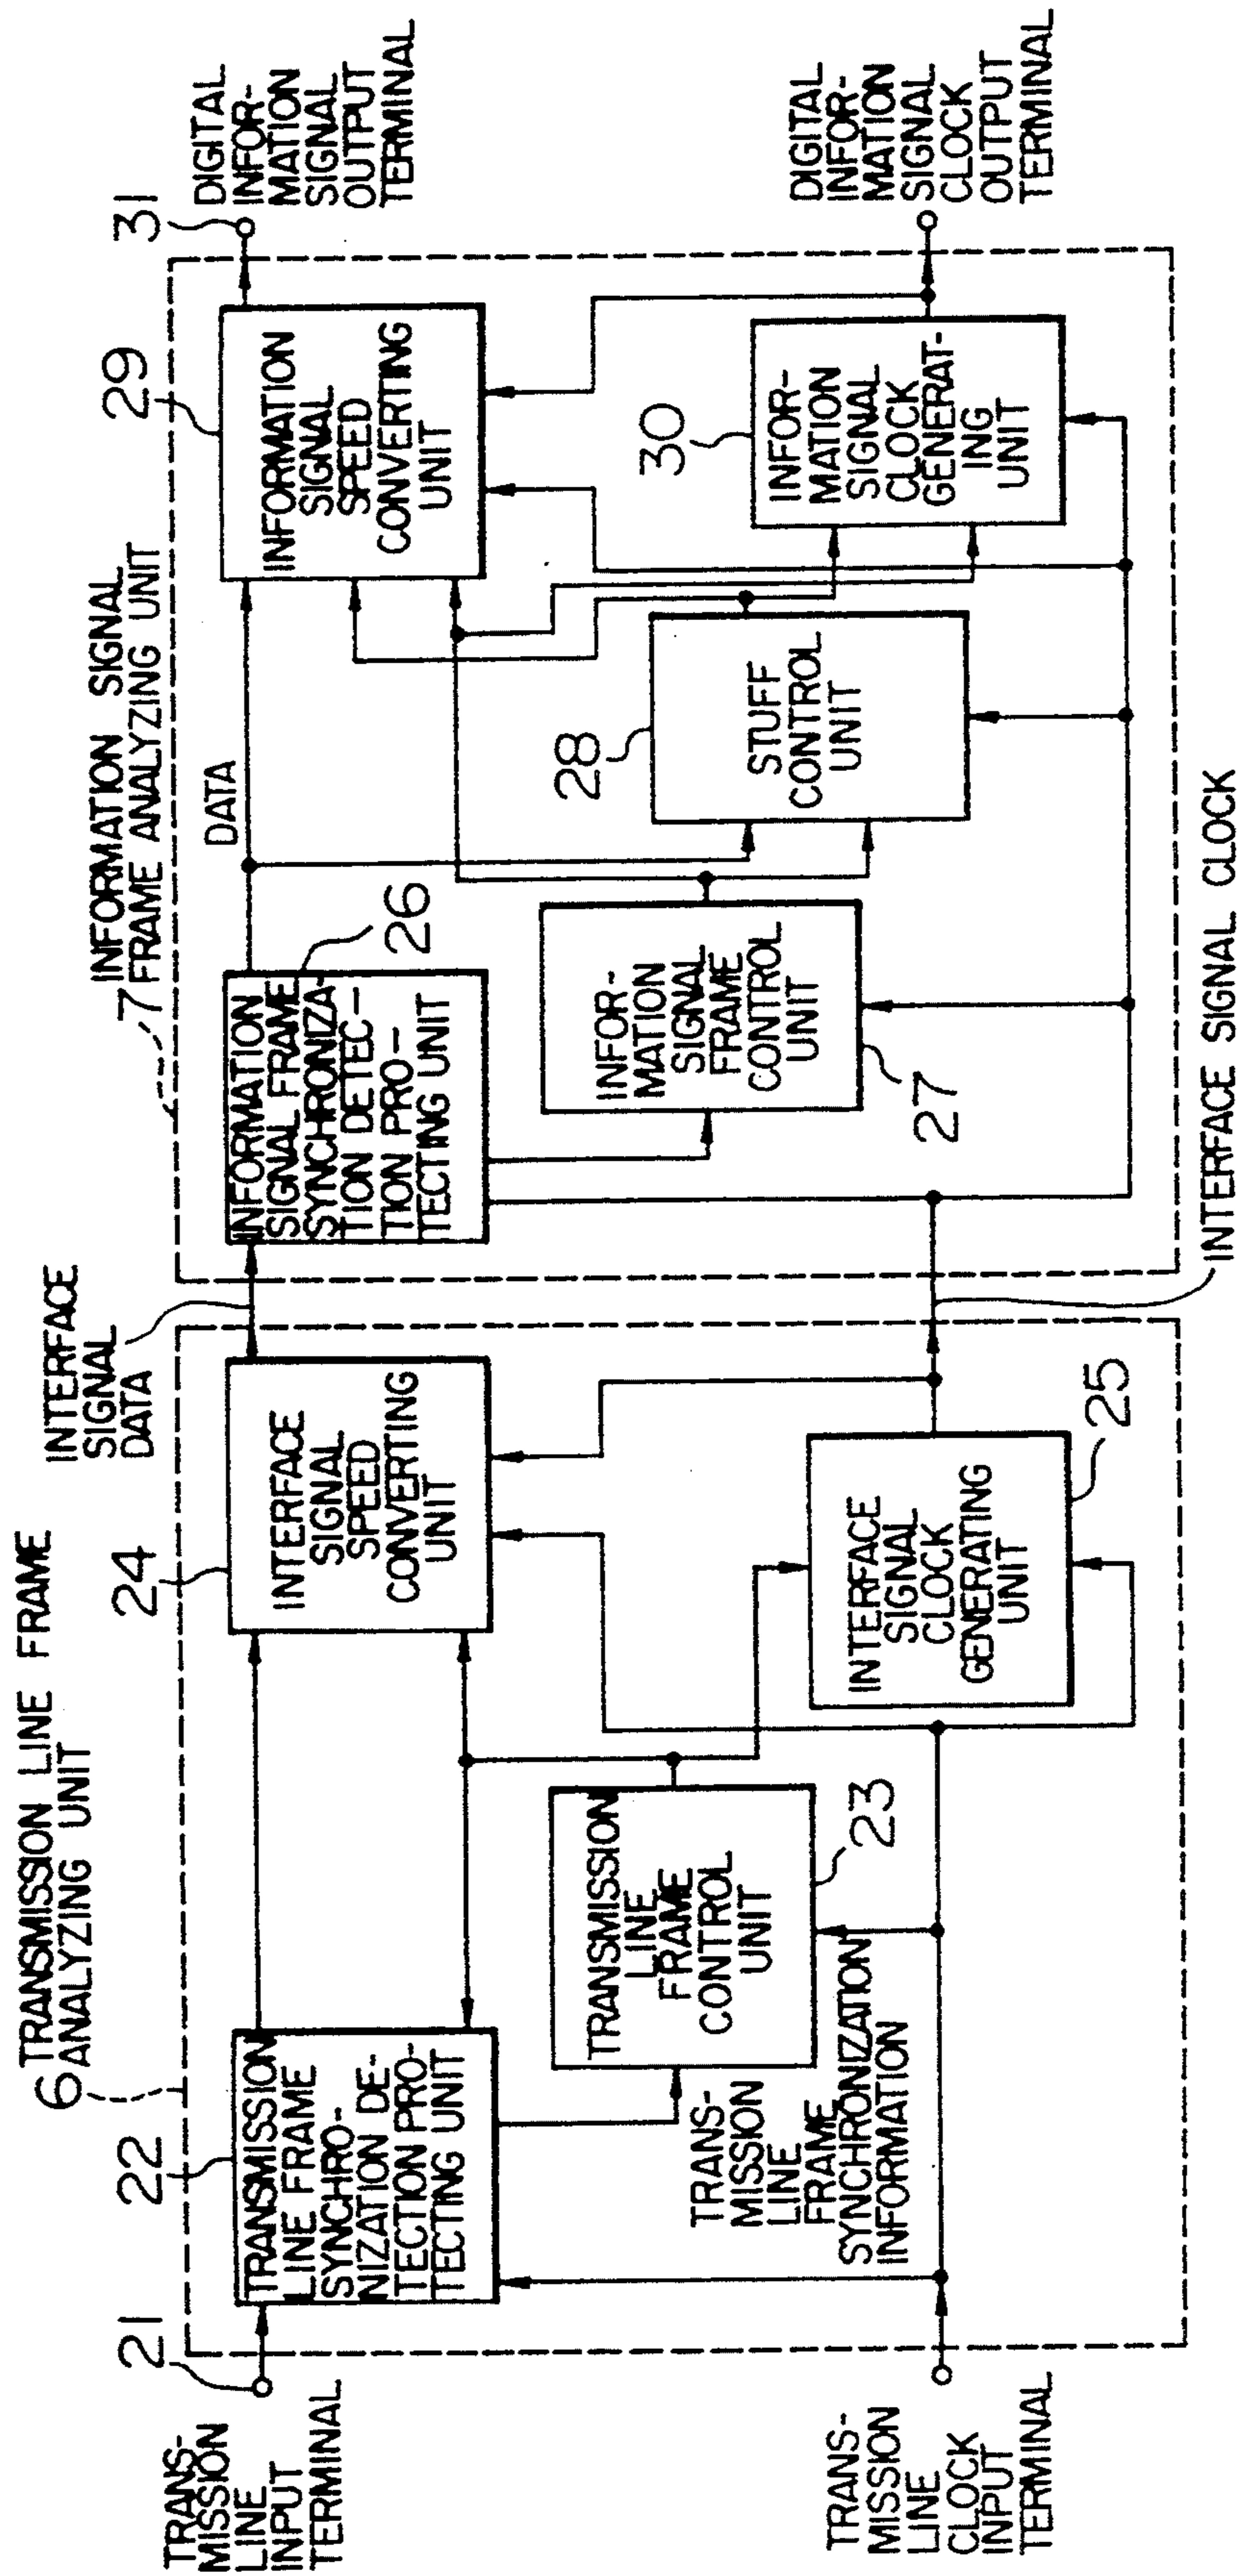 TRANS-
MISSION
LINE
INPUT
TERMINAL
21
6
TRANSMISSION LINE FRAME
ANALYZING UNIT
22
TRANSMISSION
LINE FRAME
SYNCHRO-
NIZATION DE-
TECTION PRO-
TECTING UNIT
24
INTERFACE
SIGNAL
SPEED
CONVERTING
UNIT
TRANSMISSION
LINE
FRAME
CONTROL
UNIT
23
TRANS-
MISSION
LINE
FRAME
SYNCHRONIZATION
INFORMATION
INTERFACE
SIGNAL
CLOCK
GENERATING
UNIT
25
TRANS-
MISSION
LINE
CLOCK
INPUT
TERMINAL
INTERFACE
SIGNAL
DATA
7
INFORMATION SIGNAL
FRAME ANALYZING UNIT
INFORMATION
SIGNAL FRAME
SYNCHRONIZA-
TION DETEC-
TION PRO-
TECTING UNIT
26
DATA
29
INFORMATION
SIGNAL
SPEED
CONVERTING
UNIT
31
DIGITAL
INFOR-
MATION
SIGNAL
OUTPUT
TERMINAL
INFOR-
MATION
SIGNAL
FRAME
CONTROL
UNIT
27
28
STUFF
CONTROL
UNIT
30
INFOR-
MATION
SIGNAL
CLOCK
GENERAT-
ING
UNIT
DIGITAL
INFOR-
MATION
SIGNAL
CLOCK
OUTPUT
TERMINAL
INTERFACE SIGNAL CLOCK